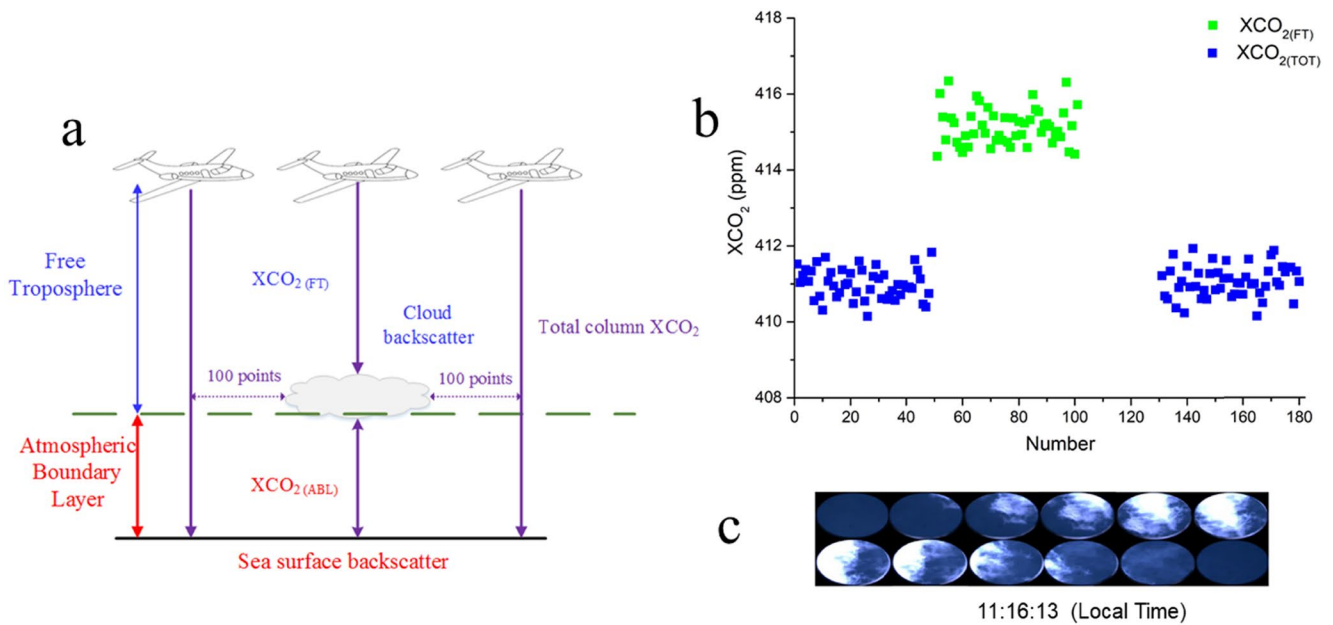 a
Free
Troposphere
XCO2 (FT)
Cloud
backscatter
Total column XCO2
100 points
100 points
Atmospheric
Boundary
Layer
XCO2 (ABL)
Sea surface backscatter
b
418
416
414
412
410
408
XCO2 (ppm)
XCO2(FT)
XCO2(TOT)
0 20 40 60 80 100 120 140 160 180
Number
c
11:16:13 (Local Time)